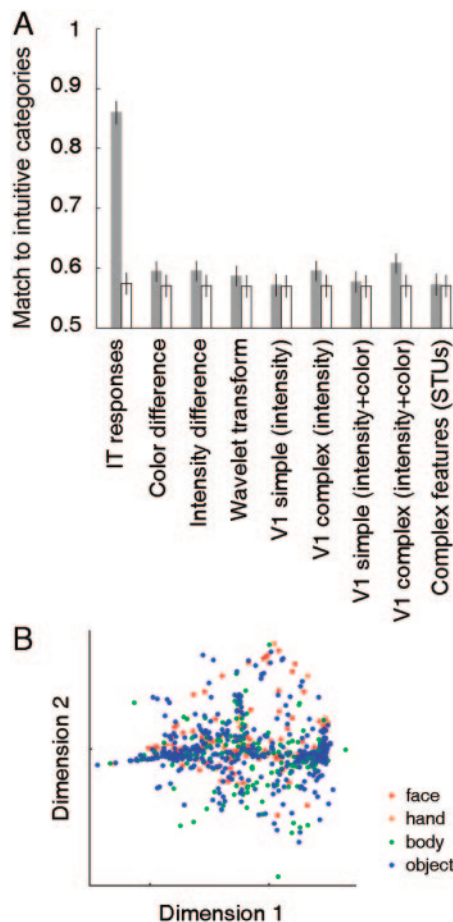 A
Match to intuitive categories
1
0.9
0.8
0.7
0.6
0.5
IT responses
Color difference
Intensity difference
Wavelet transform
V1 simple (intensity)
V1 complex (intensity)
V1 simple (intensity+color)
V1 complex (intensity+color)
Complex features (STUs)
B
Dimension 2
face
hand
body
object
Dimension 1